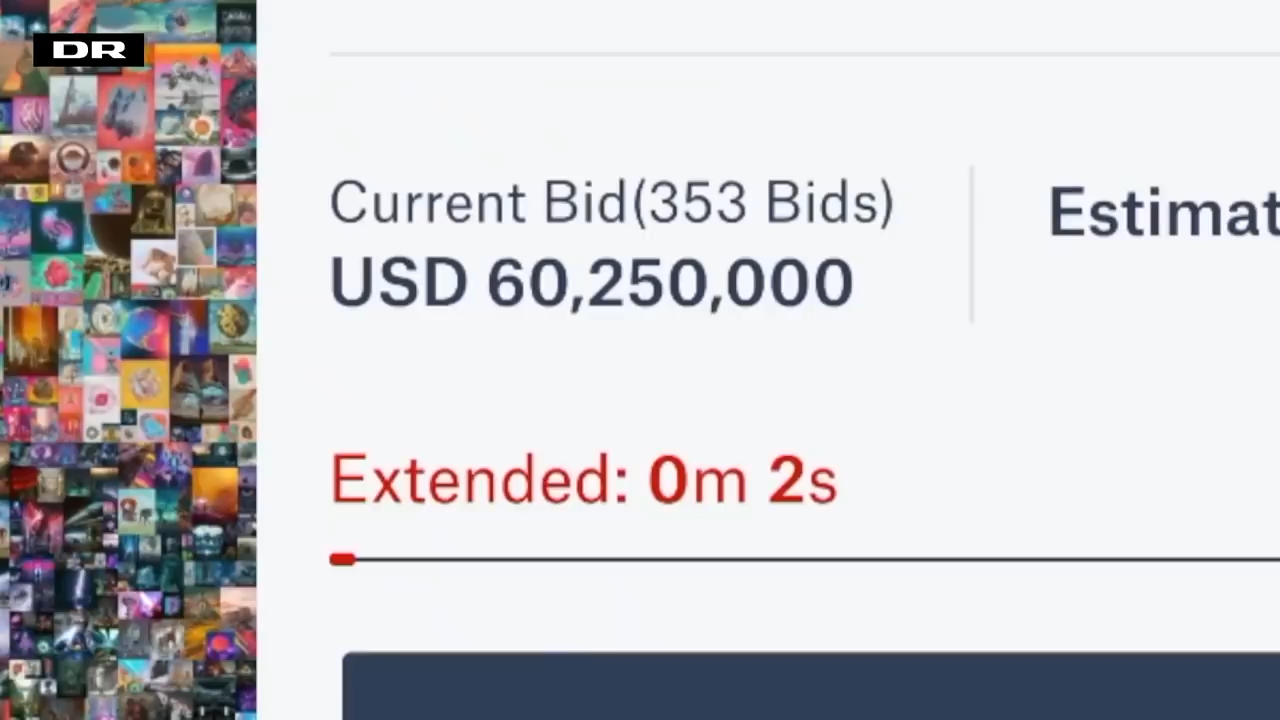 DR
Current Bid(353 Bids)
Estimat
USD 60,250,000
Extended: 0m 2s